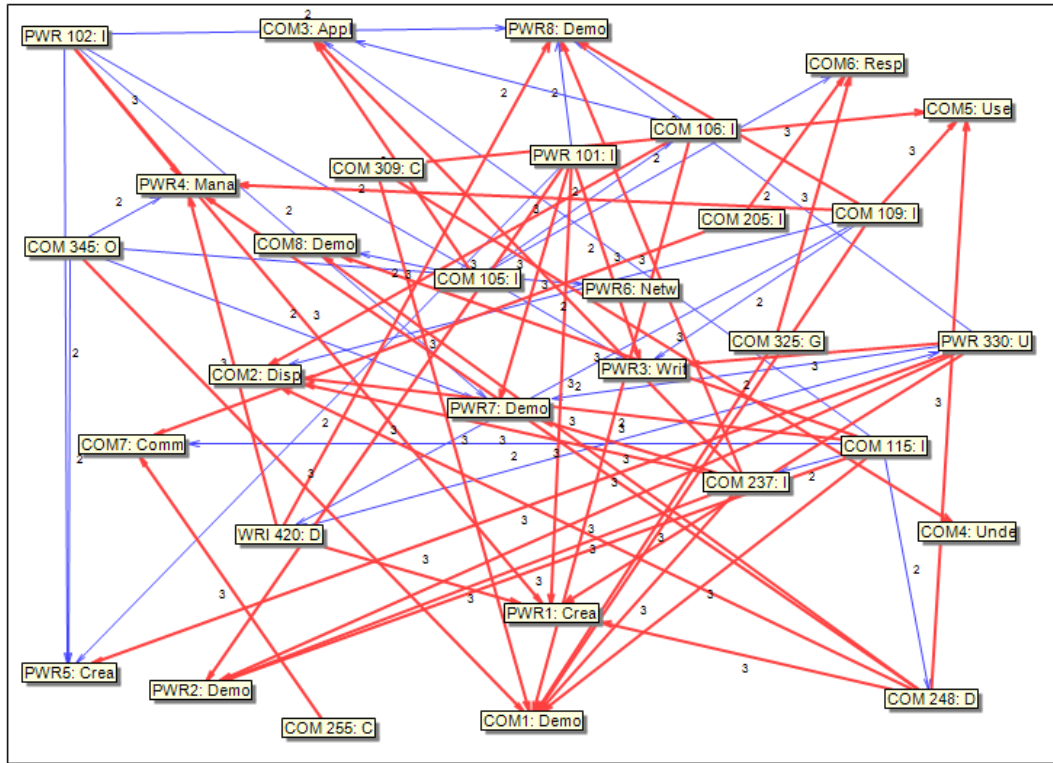 COM3: Appl
PWR8: Demo
PWR 102: I
COM6: Resp
COM5: Use
COM 106: I
PWR 101: I
COM 309: C
PWR4: Mana
COM 205: I
COM 109: I
COM 345: O
COM8: Demo
COM 105: I
PWR6: Netw
COM 325: G
PWR 330: U
COM2: Disp
PWR3: Writ
PWR7: Demo
COM7: Comm
COM 115: I
COM 237: I
WRI 420: D
COM4: Unde
PWR1: Crea
PWR5: Crea
PWR2: Demo
COM 248: D
COM1: Demo
COM 255: C